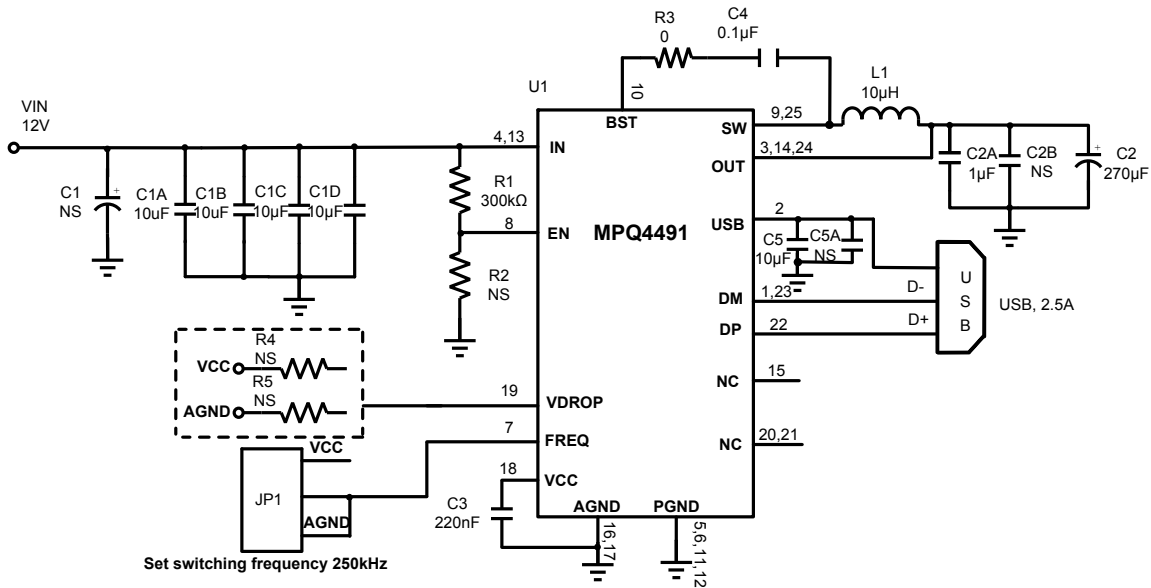 R3
0
C4
0.1µF
VIN
12V
U1
10
BST
L1
10µH
4,13
IN
9,25
SW
3,14,24
OUT
C1
NS
+
C1A
10uF
C1B
10uF
C1C
10µF
C1D
10µF
R1
300kΩ
C2A
1µF
C2B
NS
+
C2
270µF
8
EN
MPQ4491
2
USB
C5
10µF
C5A
NS
R2
NS
D-
1,23
DM
D+
22
DP
U
S
B
USB, 2.5A
R4
NS
VCC
R5
NS
AGND
19
VDROP
15
NC
7
FREQ
20,21
NC
VCC
18
VCC
JP1
AGND
C3
220nF
AGND
16,17
PGND
5,6,11,12
Set switching frequency 250kHz